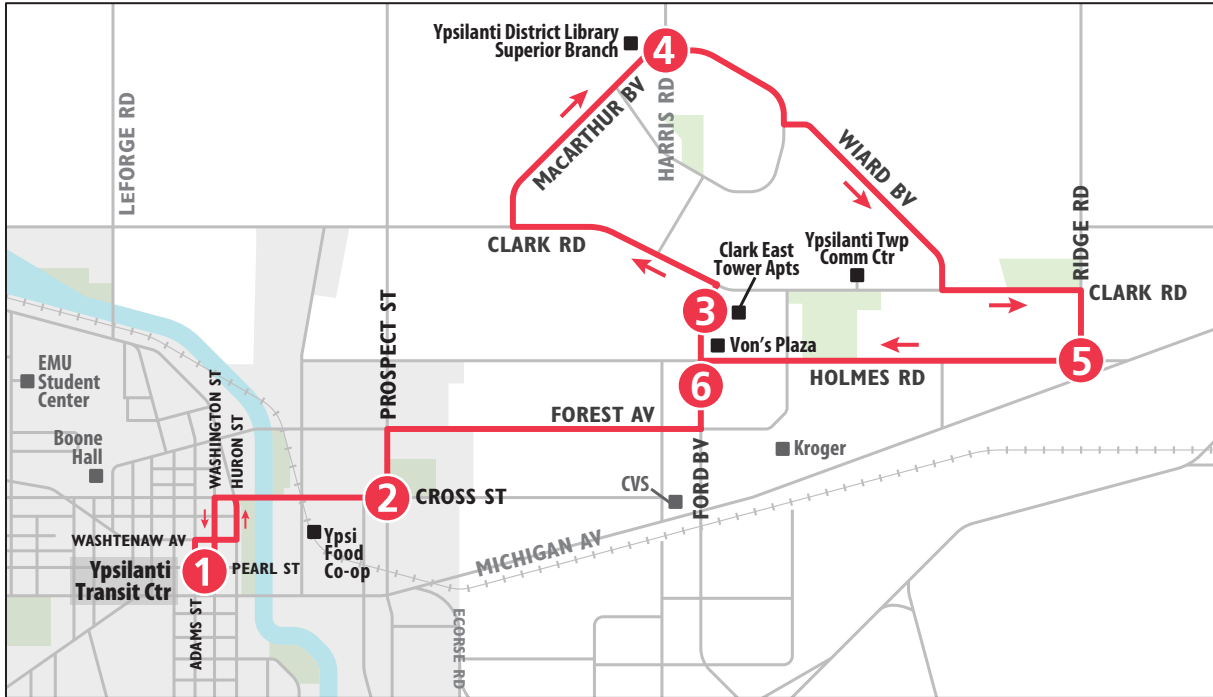 Ypsilanti District Library
Superior Branch
4
LEFORGE RD
MACARTHUR BV
HARRIS RD
WIARD BV
RIDGE RD
CLARK RD
Clark East
Tower Apts
Ypsilanti Twp
Comm Ctr
CLARK RD
3
Von's Plaza
5
HOLMES RD
6
PROSPECT ST
EMU
Student
Center
WASHINGTON ST
HURON ST
FOREST AV
Boone
Hall
FORD BV
Kroger
CVS
2
CROSS ST
WASHTENAW AV
Ypsi
Food
Co-op
MICHIGAN AV
1
PEARL ST
Ypsilanti
Transit Ctr
ADAMS ST
ECORSE RD